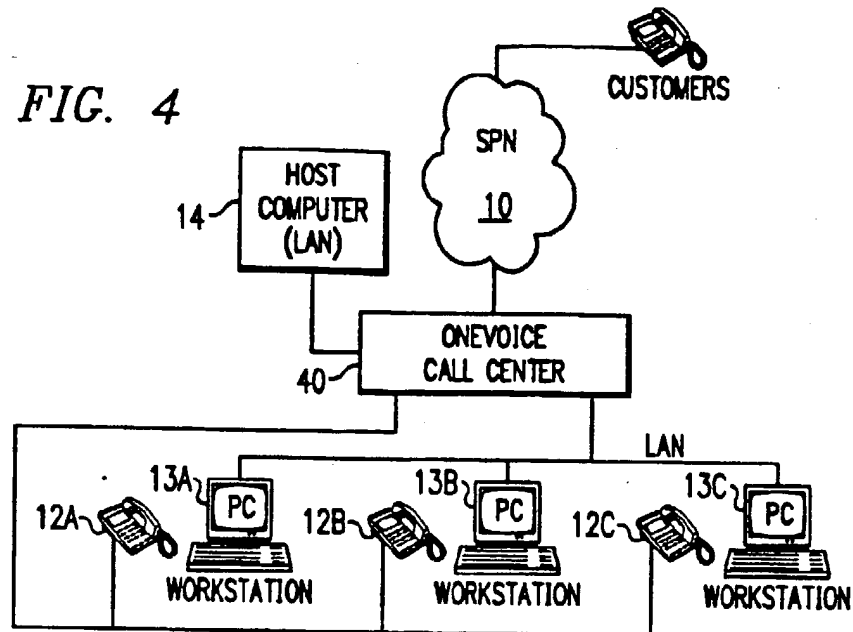 FIG. 4
CUSTOMERS
SPN
10
HOST
COMPUTER
(LAN)
14
ONEVOICE
CALL CENTER
40
LAN
13A
PC
12A
WORKSTATION
13B
PC
12B
WORKSTATION
13C
PC
12C
WORKSTATION